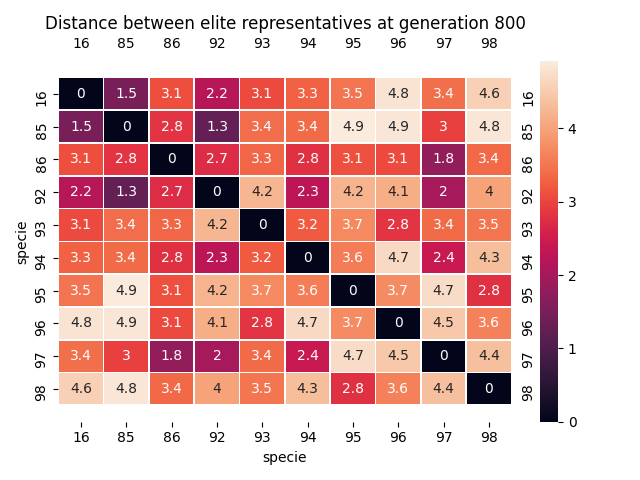 Distance between elite representatives at generation 800
16 85 86 92 93 94 95 96 97 98
16 0 1.5 3.1 2.2 3.1 3.3 3.5 4.8 3.4 4.6 16
85 1.5 0 2.8 1.3 3.4 3.4 4.9 4.9 3 4.8 85
86 3.1 2.8 0 2.7 3.3 2.8 3.1 3.1 1.8 3.4 86
92 2.2 1.3 2.7 0 4.2 2.3 4.2 4.1 2 4 92
93 3.1 3.4 3.3 4.2 0 3.2 3.7 2.8 3.4 3.5 93
94 3.3 3.4 2.8 2.3 3.2 0 3.6 4.7 2.4 4.3 94
95 3.5 4.9 3.1 4.2 3.7 3.6 0 3.7 4.7 2.8 95
96 4.8 4.9 3.1 4.1 2.8 4.7 3.7 0 4.5 3.6 96
97 3.4 3 1.8 2 3.4 2.4 4.7 4.5 0 4.4 97
98 4.6 4.8 3.4 4 3.5 4.3 2.8 3.6 4.4 0 98
16 85 86 92 93 94 95 96 97 98
specie
specie
4
3
2
1
0